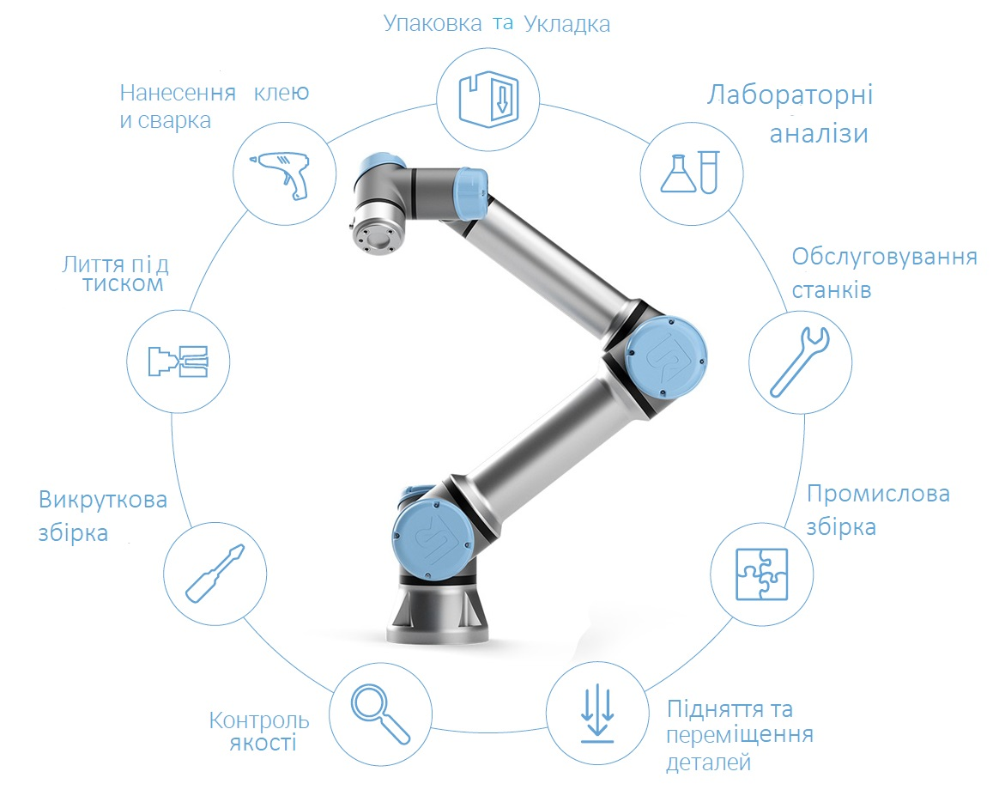 Упаковка та Укладка
Лабораторні
аналізи
Обслуговування
станків
Промислова
збірка
Підняття та
переміщення
деталей
Контроль
якості
Викруткова
збірка
Лиття під
тиском
Нанесення клею
и сварка